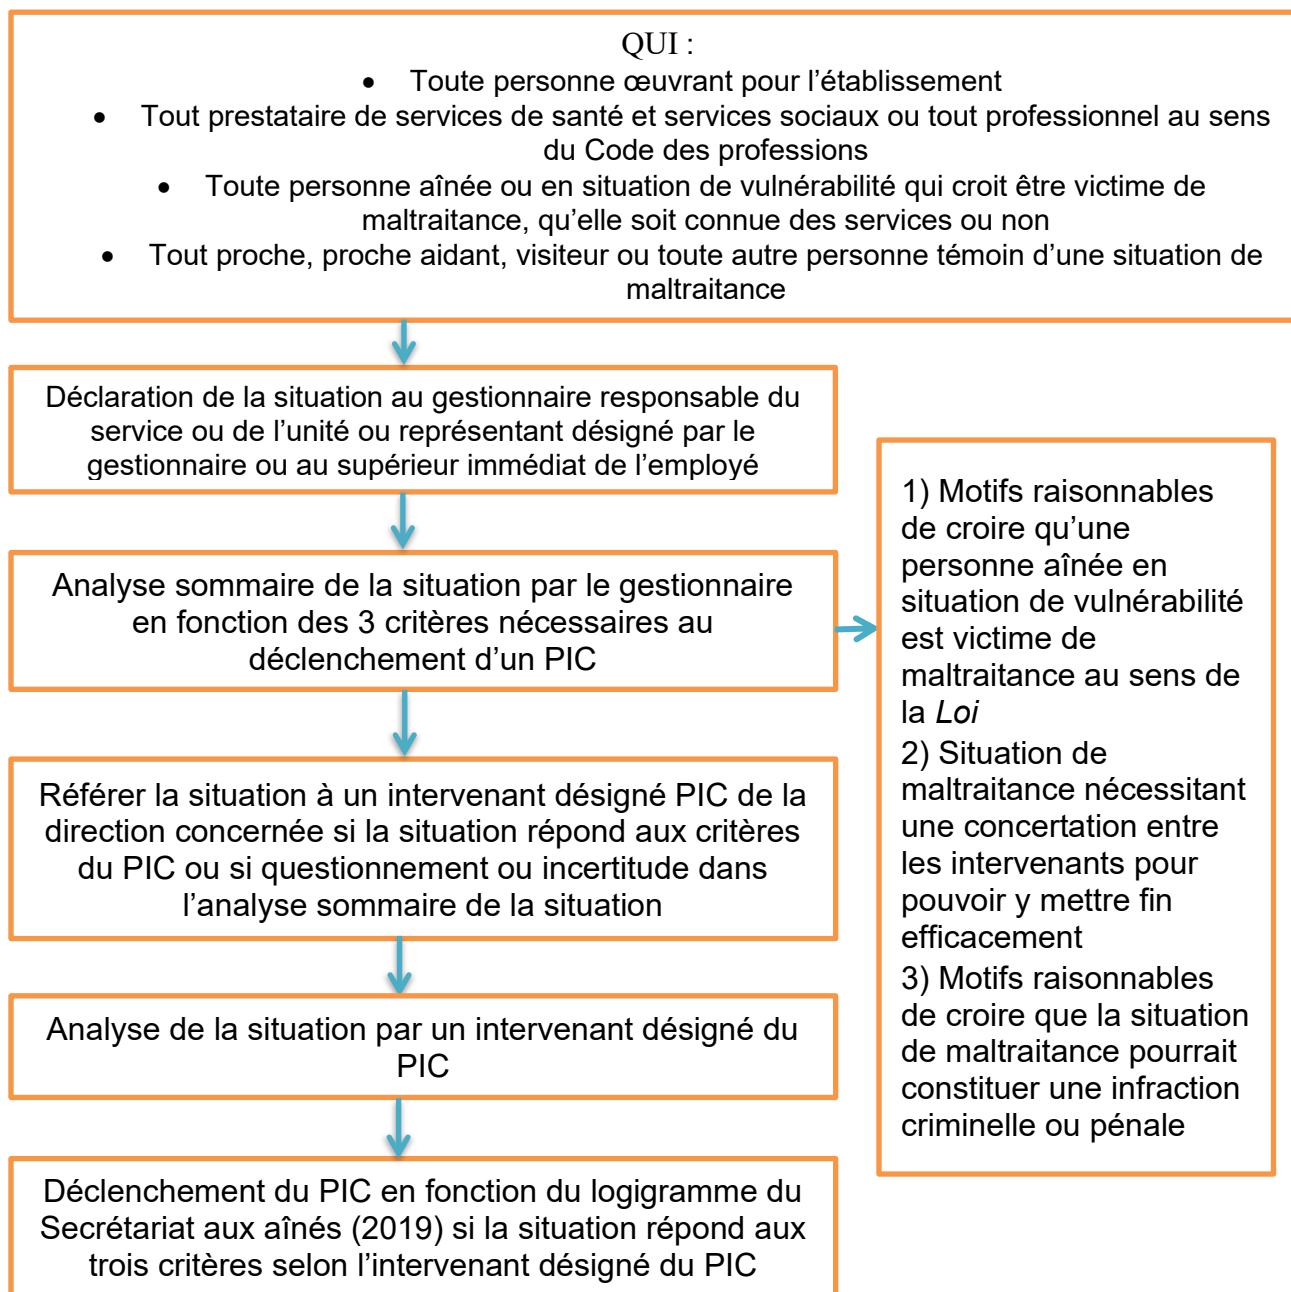 QUI :
• Toute personne œuvrant pour l’établissement
• Tout prestataire de services de santé et services sociaux ou tout professionnel au sens
du Code des professions
• Toute personne aînée ou en situation de vulnérabilité qui croit être victime de
maltraitance, qu’elle soit connue des services ou non
• Tout proche, proche aidant, visiteur ou toute autre personne témoin d’une situation de
maltraitance
Déclaration de la situation au gestionnaire responsable du
service ou de l’unité ou représentant désigné par le
gestionnaire ou au supérieur immédiat de l’employé
Analyse sommaire de la situation par le gestionnaire
en fonction des 3 critères nécessaires au
déclenchement d’un PIC
1) Motifs raisonnables
de croire qu’une
personne aînée en
situation de vulnérabilité
est victime de
maltraitance au sens de
la Loi
2) Situation de
maltraitance nécessitant
une concertation entre
les intervenants pour
pouvoir y mettre fin
efficacement
3) Motifs raisonnables
de croire que la situation
de maltraitance pourrait
constituer une infraction
criminelle ou pénale
Référer la situation à un intervenant désigné PIC de la
direction concernée si la situation répond aux critères
du PIC ou si questionnement ou incertitude dans
l’analyse sommaire de la situation
Analyse de la situation par un intervenant désigné du
PIC
Déclenchement du PIC en fonction du logigramme du
Secrétariat aux aînés (2019) si la situation répond aux
trois critères selon l’intervenant désigné du PIC